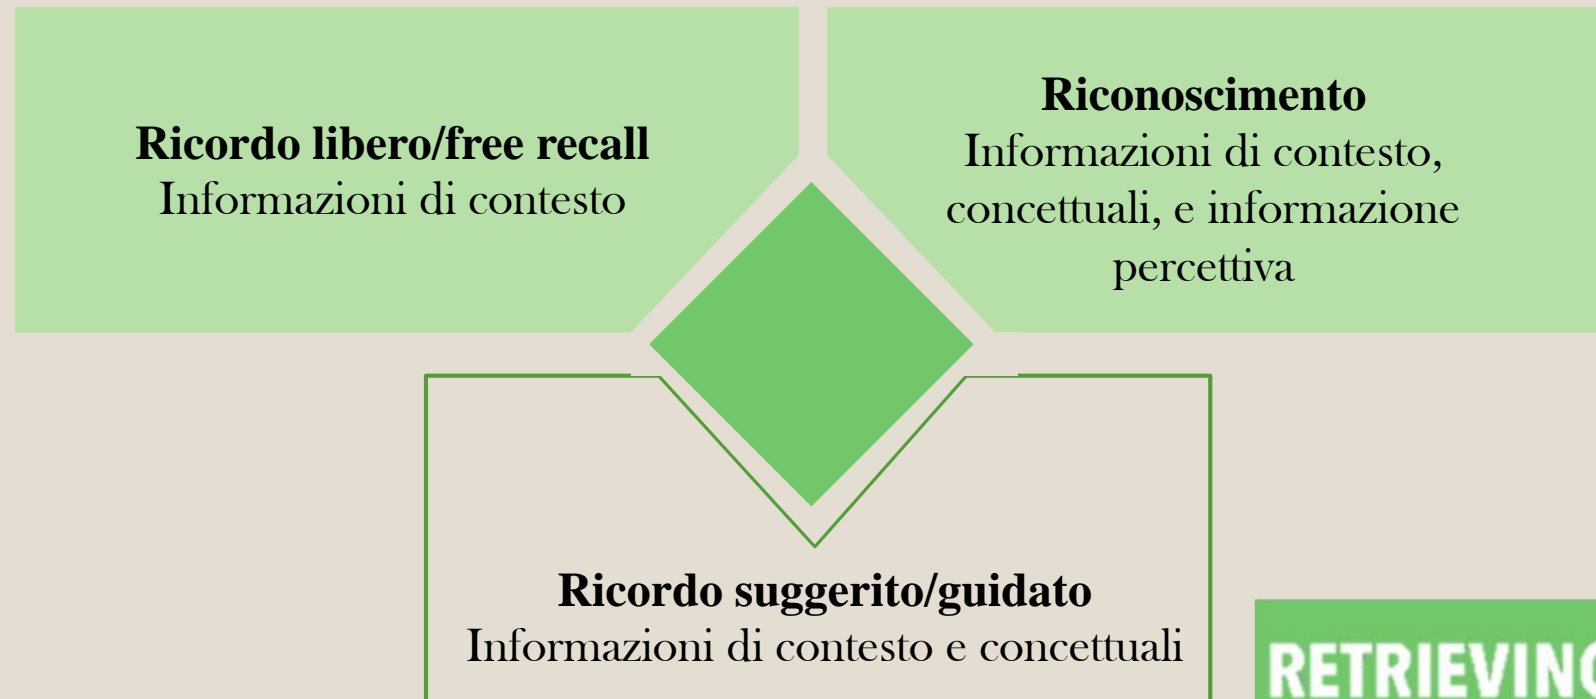 Ricordo libero/free recall
Informazioni di contesto
Riconoscimento
Informazioni di contesto,
concettuali, e informazione
percettiva
Ricordo suggerito/guidato
Informazioni di contesto e concettuali
RETRIEVING